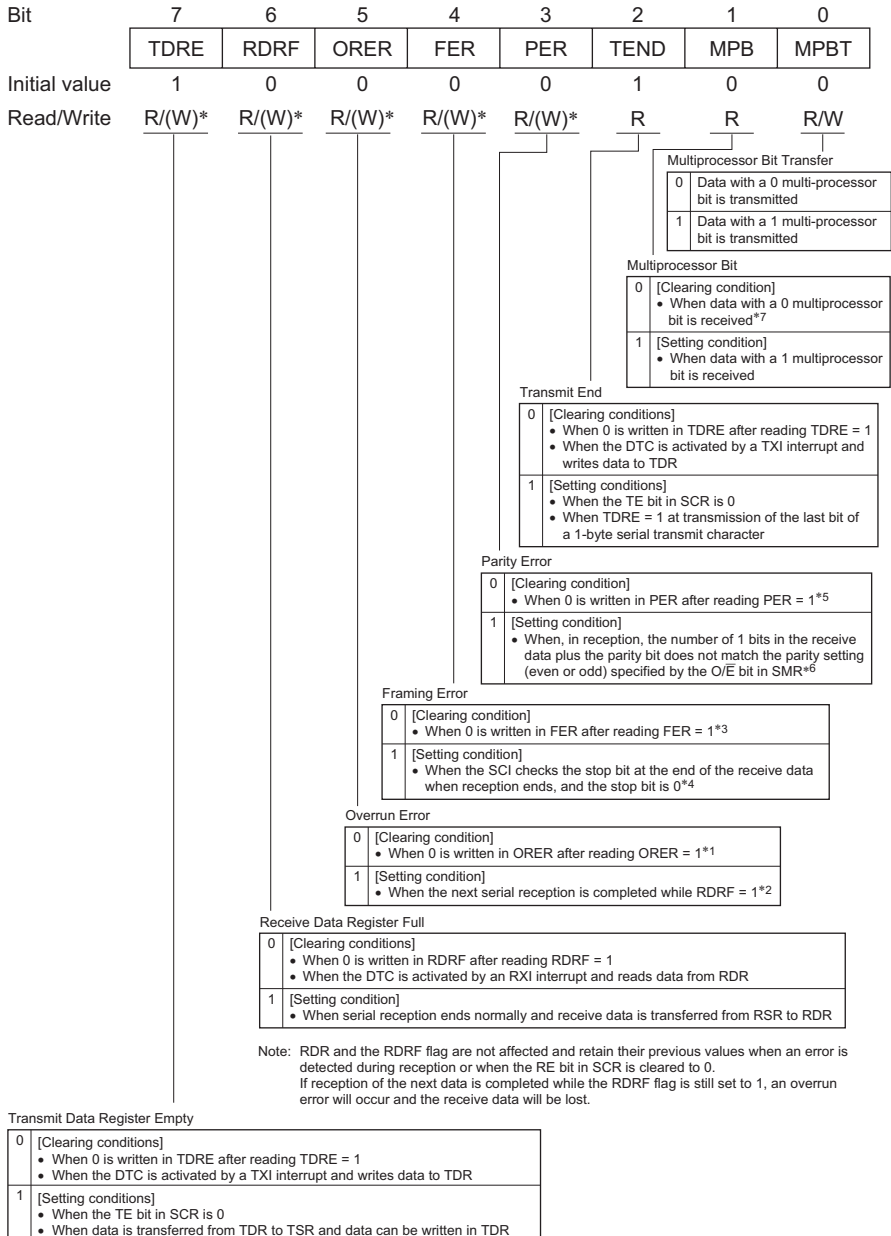 Bit 7 6 5 4 3 2 1 0
TDRE RDRF ORER FER PER TEND MPB MPBT
Initial value 1 0 0 0 0 1 0 0
Read/Write R/(W)* R/(W)* R/(W)* R/(W)* R/(W)* R R R/W
Multiprocessor Bit Transfer
0 Data with a 0 multi-processor
bit is transmitted
1 Data with a 1 multi-processor
bit is transmitted
Multiprocessor Bit
0 [Clearing condition]
• When data with a 0 multiprocessor
bit is received*7
1 [Setting condition]
• When data with a 1 multiprocessor
bit is received
Transmit End
0 [Clearing conditions]
• When 0 is written in TDRE after reading TDRE = 1
• When the DTC is activated by a TXI interrupt and
writes data to TDR
1 [Setting conditions]
• When the TE bit in SCR is 0
• When TDRE = 1 at transmission of the last bit of
a 1-byte serial transmit character
Parity Error
0 [Clearing condition]
• When 0 is written in PER after reading PER = 1*5
1 [Setting condition]
• When, in reception, the number of 1 bits in the receive
data plus the parity bit does not match the parity setting
(even or odd) specified by the O/E̅ bit in SMR*6
Framing Error
0 [Clearing condition]
• When 0 is written in FER after reading FER = 1*3
1 [Setting condition]
• When the SCI checks the stop bit at the end of the receive data
when reception ends, and the stop bit is 0*4
Overrun Error
0 [Clearing condition]
• When 0 is written in ORER after reading ORER = 1*1
1 [Setting condition]
• When the next serial reception is completed while RDRF = 1*2
Receive Data Register Full
0 [Clearing conditions]
• When 0 is written in RDRF after reading RDRF = 1
• When the DTC is activated by an RXI interrupt and reads data from RDR
1 [Setting condition]
• When serial reception ends normally and receive data is transferred from RSR to RDR
Note: RDR and the RDRF flag are not affected and retain their previous values when an error is
detected during reception or when the RE bit in SCR is cleared to 0.
If reception of the next data is completed while the RDRF flag is still set to 1, an overrun
error will occur and the receive data will be lost.
Transmit Data Register Empty
0 [Clearing conditions]
• When 0 is written in TDRE after reading TDRE = 1
• When the DTC is activated by a TXI interrupt and writes data to TDR
1 [Setting conditions]
• When the TE bit in SCR is 0
• When data is transferred from TDR to TSR and data can be written in TDR